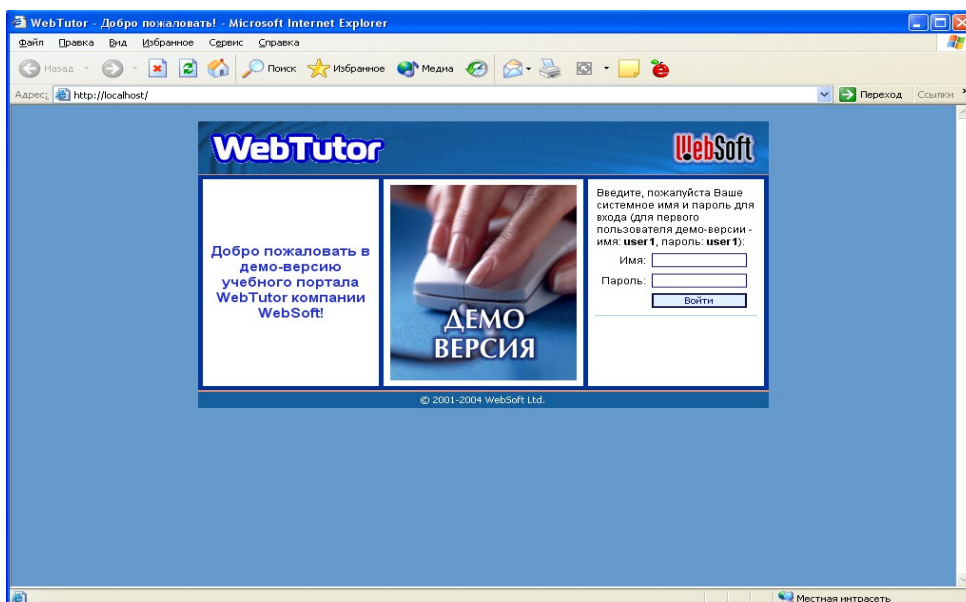 WebTutor - Добро пожаловать! - Microsoft Internet Explorer
Файл Правка Вид Избранное Сервис Справка
Назад Поиск Избранное Медиа
Адрес: http://localhost/ Переход Ссылки
WebTutor
WebSoft
Добро пожаловать в
демо-версию
учебного портала
WebTutor компании
WebSoft!
ДЕМО
ВЕРСИЯ
Введите, пожалуйста Ваше
системное имя и пароль для
входа (для первого
пользователя демо-версии -
имя: user1, пароль: user1):
Имя:
Пароль:
Войти
© 2001-2004 WebSoft Ltd.
Местная интрасеть